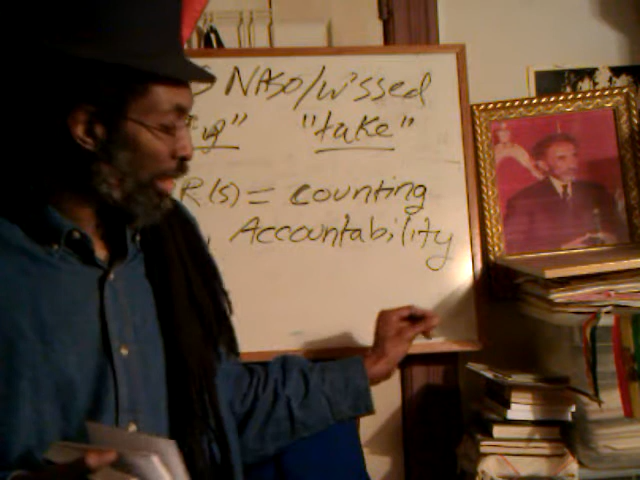 NASO/wissed
"take"
R(s) = counting
Accountability